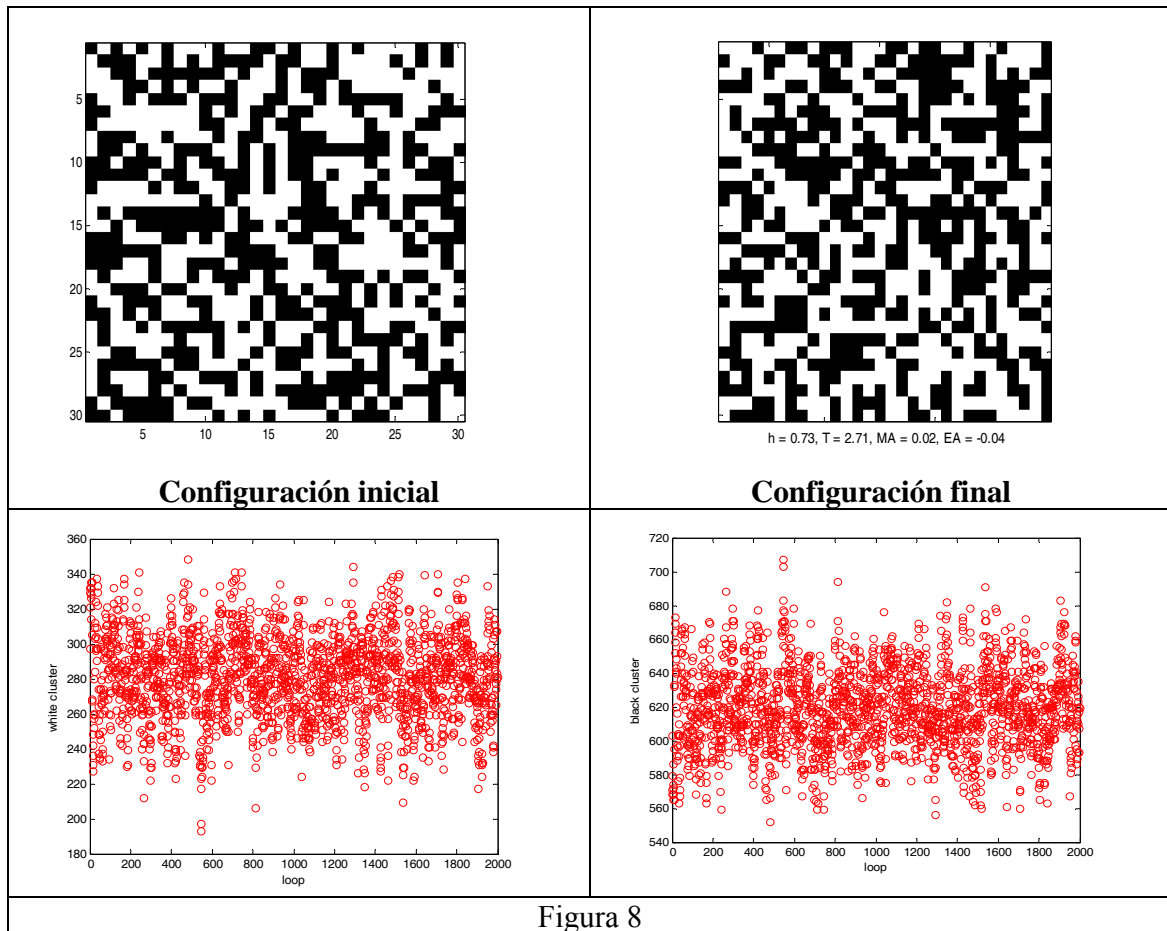 5
10
15
20
25
30
5 10 15 20 25 30
h = 0.73, T = 2.71, MA = 0.02, EA = -0.04
Configuración inicial
Configuración final
360
340
320
300
280
260
240
220
200
180
white cluster
0 200 400 600 800 1000 1200 1400 1600 1800 2000
loop
720
700
680
660
640
620
600
580
560
540
black cluster
0 200 400 600 800 1000 1200 1400 1600 1800 2000
loop
Figura 8